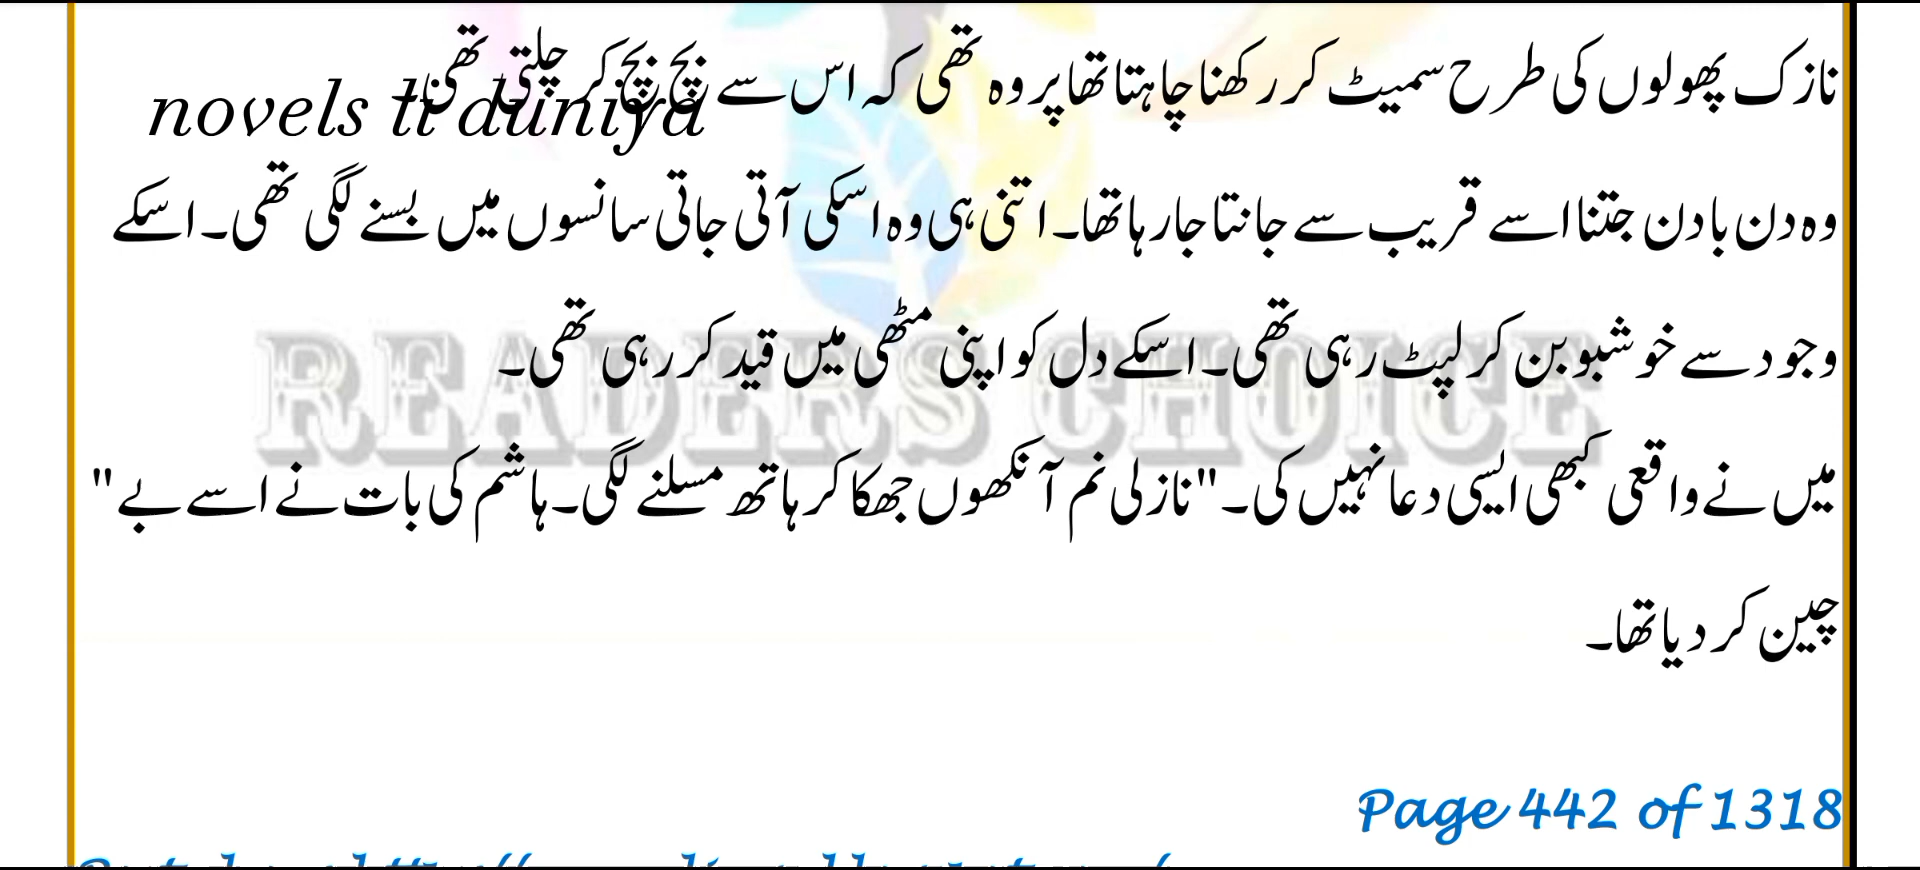 نازک پھولوں کی طرح سمیٹ کر رکھنا چاہتا تھا پر وہ تھی کہ اس سے بچ بچ کر چلتی تھی۔
novels ti duniya
وہ دن بادن جتنا اسے قریب سے جانتا جا رہا تھا۔ اتنی ہی وہ اسکی آتی جاتی سانسوں میں بسنے لگی تھی۔ اسکے
وجود سے خوشبو بن کر لپٹ رہی تھی۔ اسکے دل کو اپنی مٹھی میں قید کر رہی تھی۔
READERS CHOICE
میں نے واقعی کبھی ایسی دعا نہیں کی۔" نازلی نم آنکھوں جھکا کر ہاتھ مسلنے لگی۔ ہاشم کی بات نے اسے بے"
چین کر دیا تھا۔
Page 442 of 1318